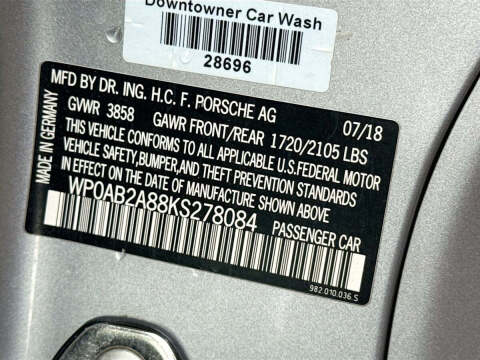 Downtowner Car Wash
28696
MFD BY DR. ING. H.C. F. PORSCHE AG 07/18
GVWR 3858 GAWR FRONT/REAR 1720/2105 LBS
THIS VEHICLE CONFORMS TO ALL APPLICABLE U.S.FEDERAL MOTOR
VEHICLE SAFETY,BUMPER,AND THEFT PREVENTION STANDARDS
IN EFFECT ON THE DATE OF MANUFACTURE SHOWN ABOVE
WP0AB2A88KS278084 PASSENGER CAR
MADE IN GERMANY
982.010.036.S